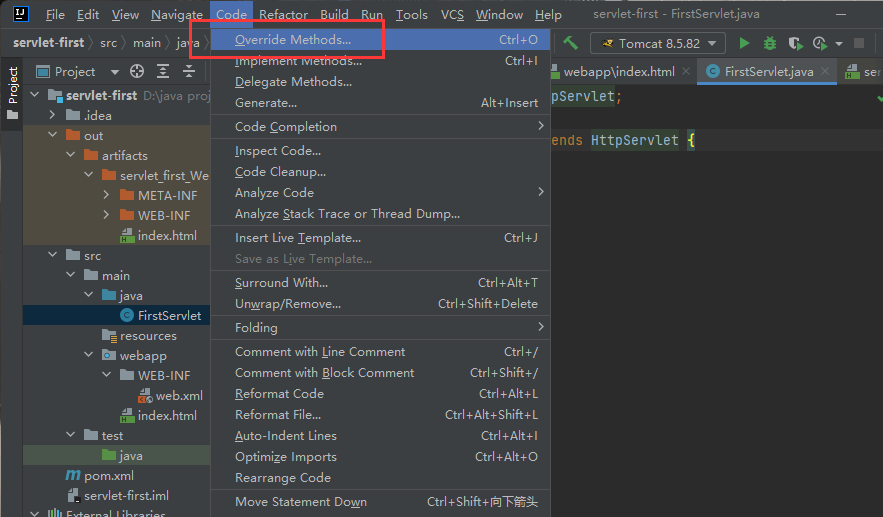 IJ
File Edit View Navigate Code Refactor Build Run Tools VCS Window Help servlet-first - FirstServlet.java
servlet-first src main java
Tomcat 8.5.82
Project
Project
webapp\index.html
FirstServlet.java
ser
servlet-first D:\java proj
.idea
out
artifacts
servlet_first_We
META-INF
WEB-INF
index.html
src
main
java
FirstServlet
resources
webapp
WEB-INF
web.xml
index.html
test
java
pom.xml
servlet-first.iml
External Libraries
Override Methods... Ctrl+O
Implement Methods... Ctrl+I
Delegate Methods...
Generate... Alt+Insert
Code Completion
Inspect Code...
Code Cleanup...
Analyze Code
Analyze Stack Trace or Thread Dump...
Insert Live Template... Ctrl+J
Save as Live Template...
Surround With... Ctrl+Alt+T
Unwrap/Remove... Ctrl+Shift+Delete
Folding
Comment with Line Comment Ctrl+/
Comment with Block Comment Ctrl+Shift+/
Reformat Code Ctrl+Alt+L
Reformat File... Ctrl+Alt+Shift+L
Auto-Indent Lines Ctrl+Alt+I
Optimize Imports Ctrl+Alt+O
Rearrange Code
Move Statement Down Ctrl+Shift+向下箭头
pServlet;
ends HttpServlet {